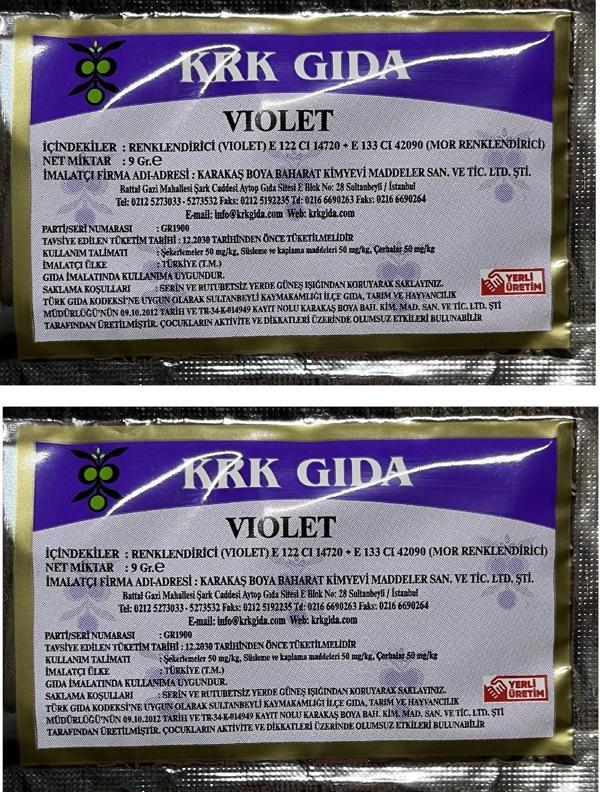 KRK GIDA
VIOLET
İÇİNDEKİLER : RENKLENDİRİCİ (VIOLET) E 122 CI 14720 + E 133 CI 42090 (MOR RENKLENDİRİCİ)
NET MİKTAR : 9 Gr.℮
İMALATÇI FİRMA ADI-ADRESİ : KARAKAŞ BOYA BAHARAT KİMYEVİ MADDELER SAN. VE TİC. LTD. ŞTİ.
Battal Gazi Mahallesi Şark Caddesi Aytop Gıda Sitesi E Blok No: 28 Sultanbeyli / İstanbul
Tel: 0212 5273033 - 5273532 Faks: 0212 5192235 Td: 0216 6690263 Faks: 0216 6690264
E-mail: info@krkgida.com Web: krkgida.com
PARTİ/SERİ NUMARASI : GR1900
TAVSİYE EDİLEN TÜKETİM TARİHİ : 12.2030 TARİHİNDEN ÖNCE TÜKETİLMELİDİR
KULLANIM TALİMATI : Şekerlemeler 50 mg/kg, Süsleme ve kaplama maddeleri 50 mg/kg, Çorbalar 50 mg/kg
İMALATÇI ÜLKE : TÜRKİYE (T.M.)
GIDA İMALATINDA KULLANIMA UYGUNDUR.
SAKLAMA KOŞULLARI : SERİN VE RUTUBETSİZ YERDE GÜNEŞ IŞIĞINDAN KORUYARAK SAKLAYINIZ.
TÜRK GIDA KODEKSİ'NE UYGUN OLARAK SULTANBEYLİ KAYMAKAMLIĞI İLÇE GIDA, TARIM VE HAYVANCILIK
MÜDÜRLÜĞÜ'NÜN 09.10.2012 TARİH VE TR-34-K-014949 KAYIT NOLU KARAKAŞ BOYA BAH. KİM. MAD. SAN. VE TİC. LTD. ŞTİ
TARAFINDAN ÜRETİLMİŞTİR. ÇOCUKLARIN AKTİVİTE VE DİKKATLERİ ÜZERİNDE OLUMSUZ ETKİLERİ BULUNABİLİR
YERLİ
ÜRETİM
KRK GIDA
VIOLET
İÇİNDEKİLER : RENKLENDİRİCİ (VIOLET) E 122 CI 14720 + E 133 CI 42090 (MOR RENKLENDİRİCİ)
NET MİKTAR : 9 Gr.℮
İMALATÇI FİRMA ADI-ADRESİ : KARAKAŞ BOYA BAHARAT KİMYEVİ MADDELER SAN. VE TİC. LTD. ŞTİ.
Battal Gazi Mahallesi Şark Caddesi Aytop Gıda Sitesi E Blok No: 28 Sultanbeyli / İstanbul
Tel: 0212 5273033 - 5273532 Faks: 0212 5192235 Td: 0216 6690263 Faks: 0216 6690264
E-mail: info@krkgida.com Web: krkgida.com
PARTİ/SERİ NUMARASI : GR1900
TAVSİYE EDİLEN TÜKETİM TARİHİ : 12.2030 TARİHİNDEN ÖNCE TÜKETİLMELİDİR
KULLANIM TALİMATI : Şekerlemeler 50 mg/kg, Süsleme ve kaplama maddeleri 50 mg/kg, Çorbalar 50 mg/kg
İMALATÇI ÜLKE : TÜRKİYE (T.M.)
GIDA İMALATINDA KULLANIMA UYGUNDUR.
SAKLAMA KOŞULLARI : SERİN VE RUTUBETSİZ YERDE GÜNEŞ IŞIĞINDAN KORUYARAK SAKLAYINIZ.
TÜRK GIDA KODEKSİ'NE UYGUN OLARAK SULTANBEYLİ KAYMAKAMLIĞI İLÇE GIDA, TARIM VE HAYVANCILIK
MÜDÜRLÜĞÜ'NÜN 09.10.2012 TARİH VE TR-34-K-014949 KAYIT NOLU KARAKAŞ BOYA BAH. KİM. MAD. SAN. VE TİC. LTD. ŞTİ
TARAFINDAN ÜRETİLMİŞTİR. ÇOCUKLARIN AKTİVİTE VE DİKKATLERİ ÜZERİNDE OLUMSUZ ETKİLERİ BULUNABİLİR
YERLİ
ÜRETİM